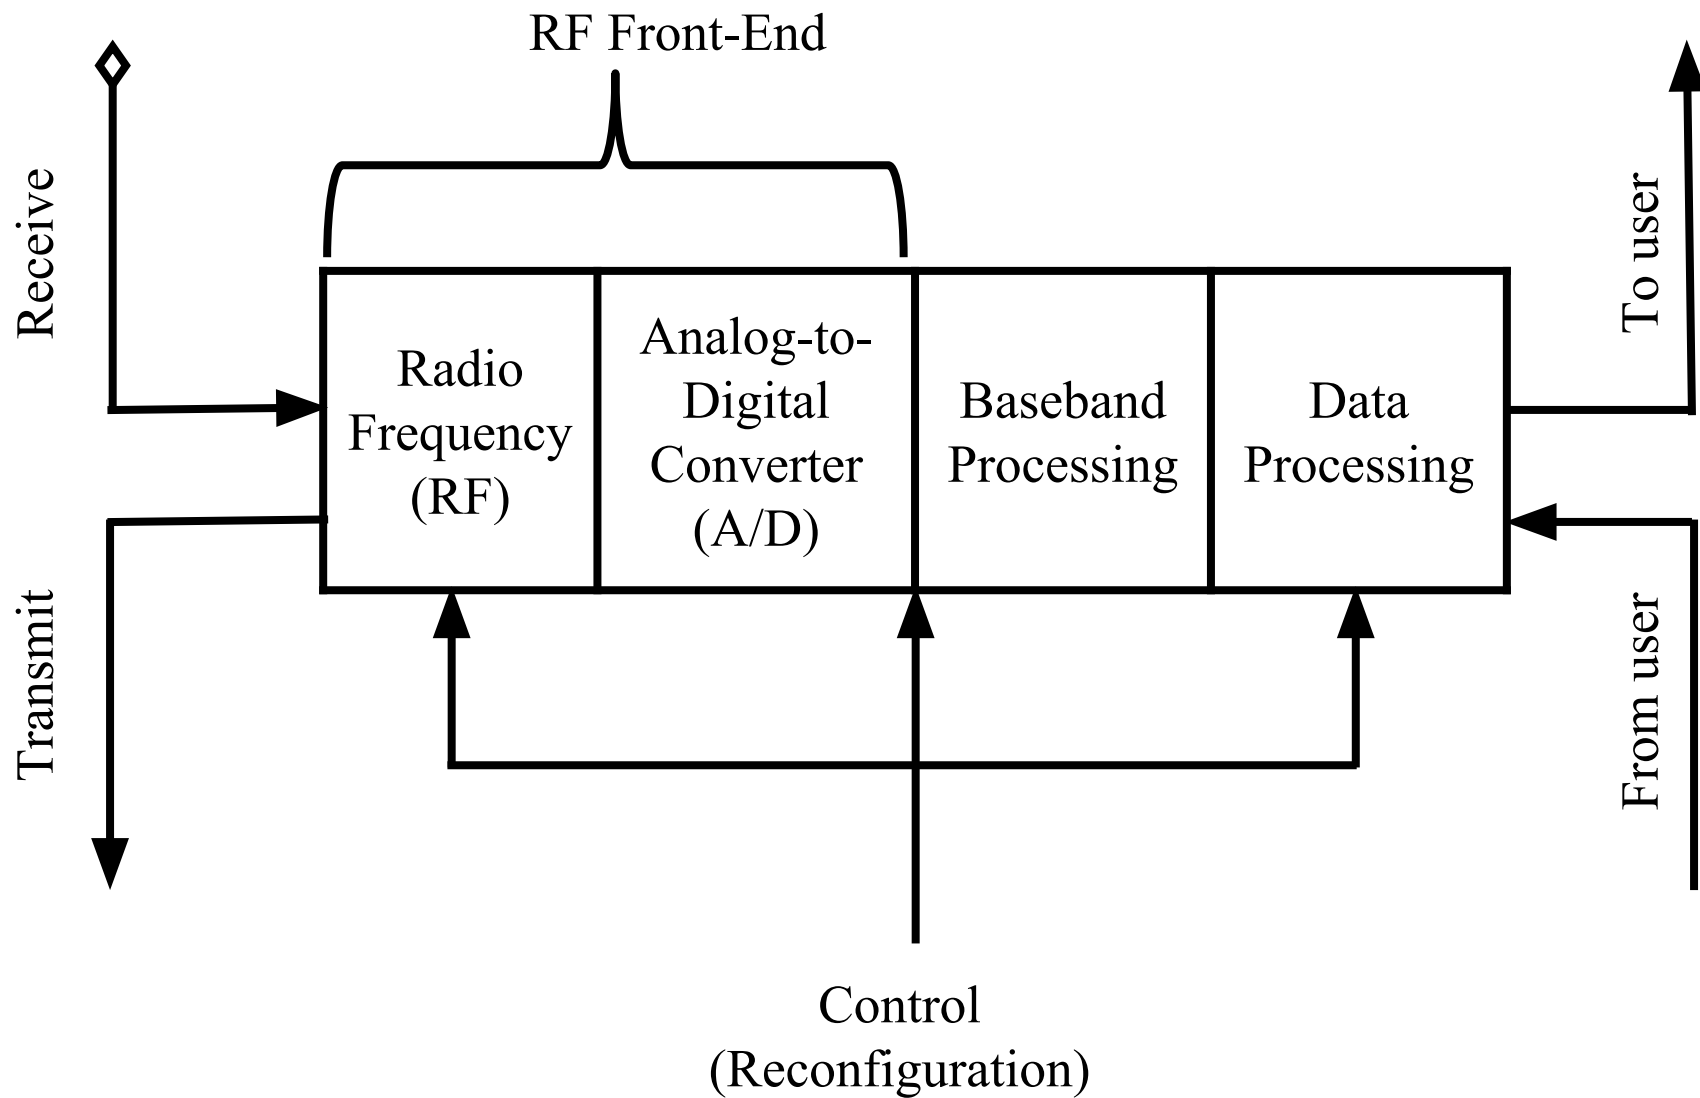 RF Front-End
Receive
To user
Radio
Frequency
(RF)
Analog-to-
Digital
Converter
(A/D)
Baseband
Processing
Data
Processing
Transmit
From user
Control
(Reconfiguration)